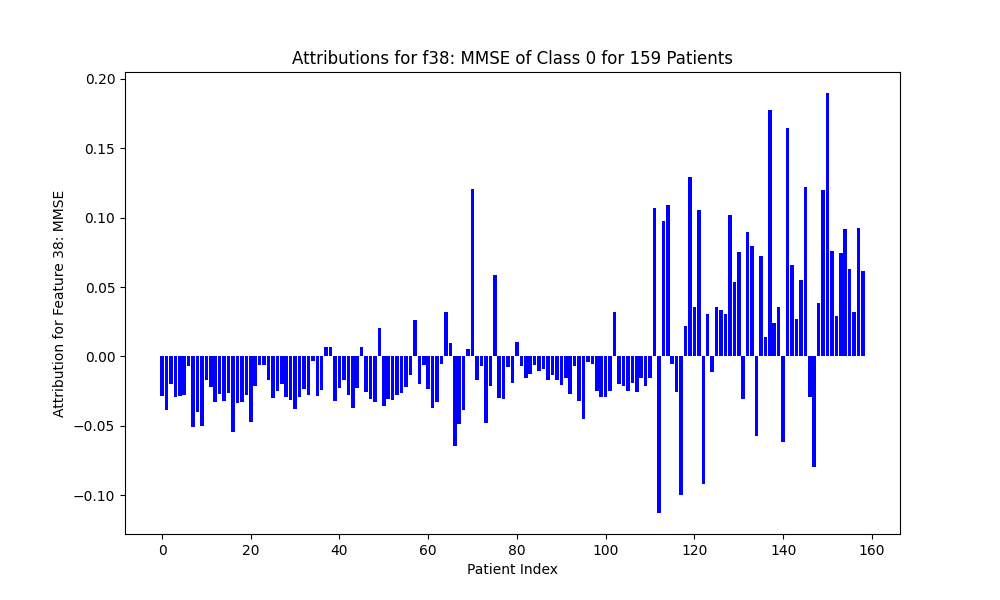 Attributions for f38: MMSE of Class 0 for 159 Patients
Attribution for Feature 38: MMSE
0.20
0.15
0.10
0.05
0.00
−0.05
−0.10
0 20 40 60 80 100 120 140 160
Patient Index